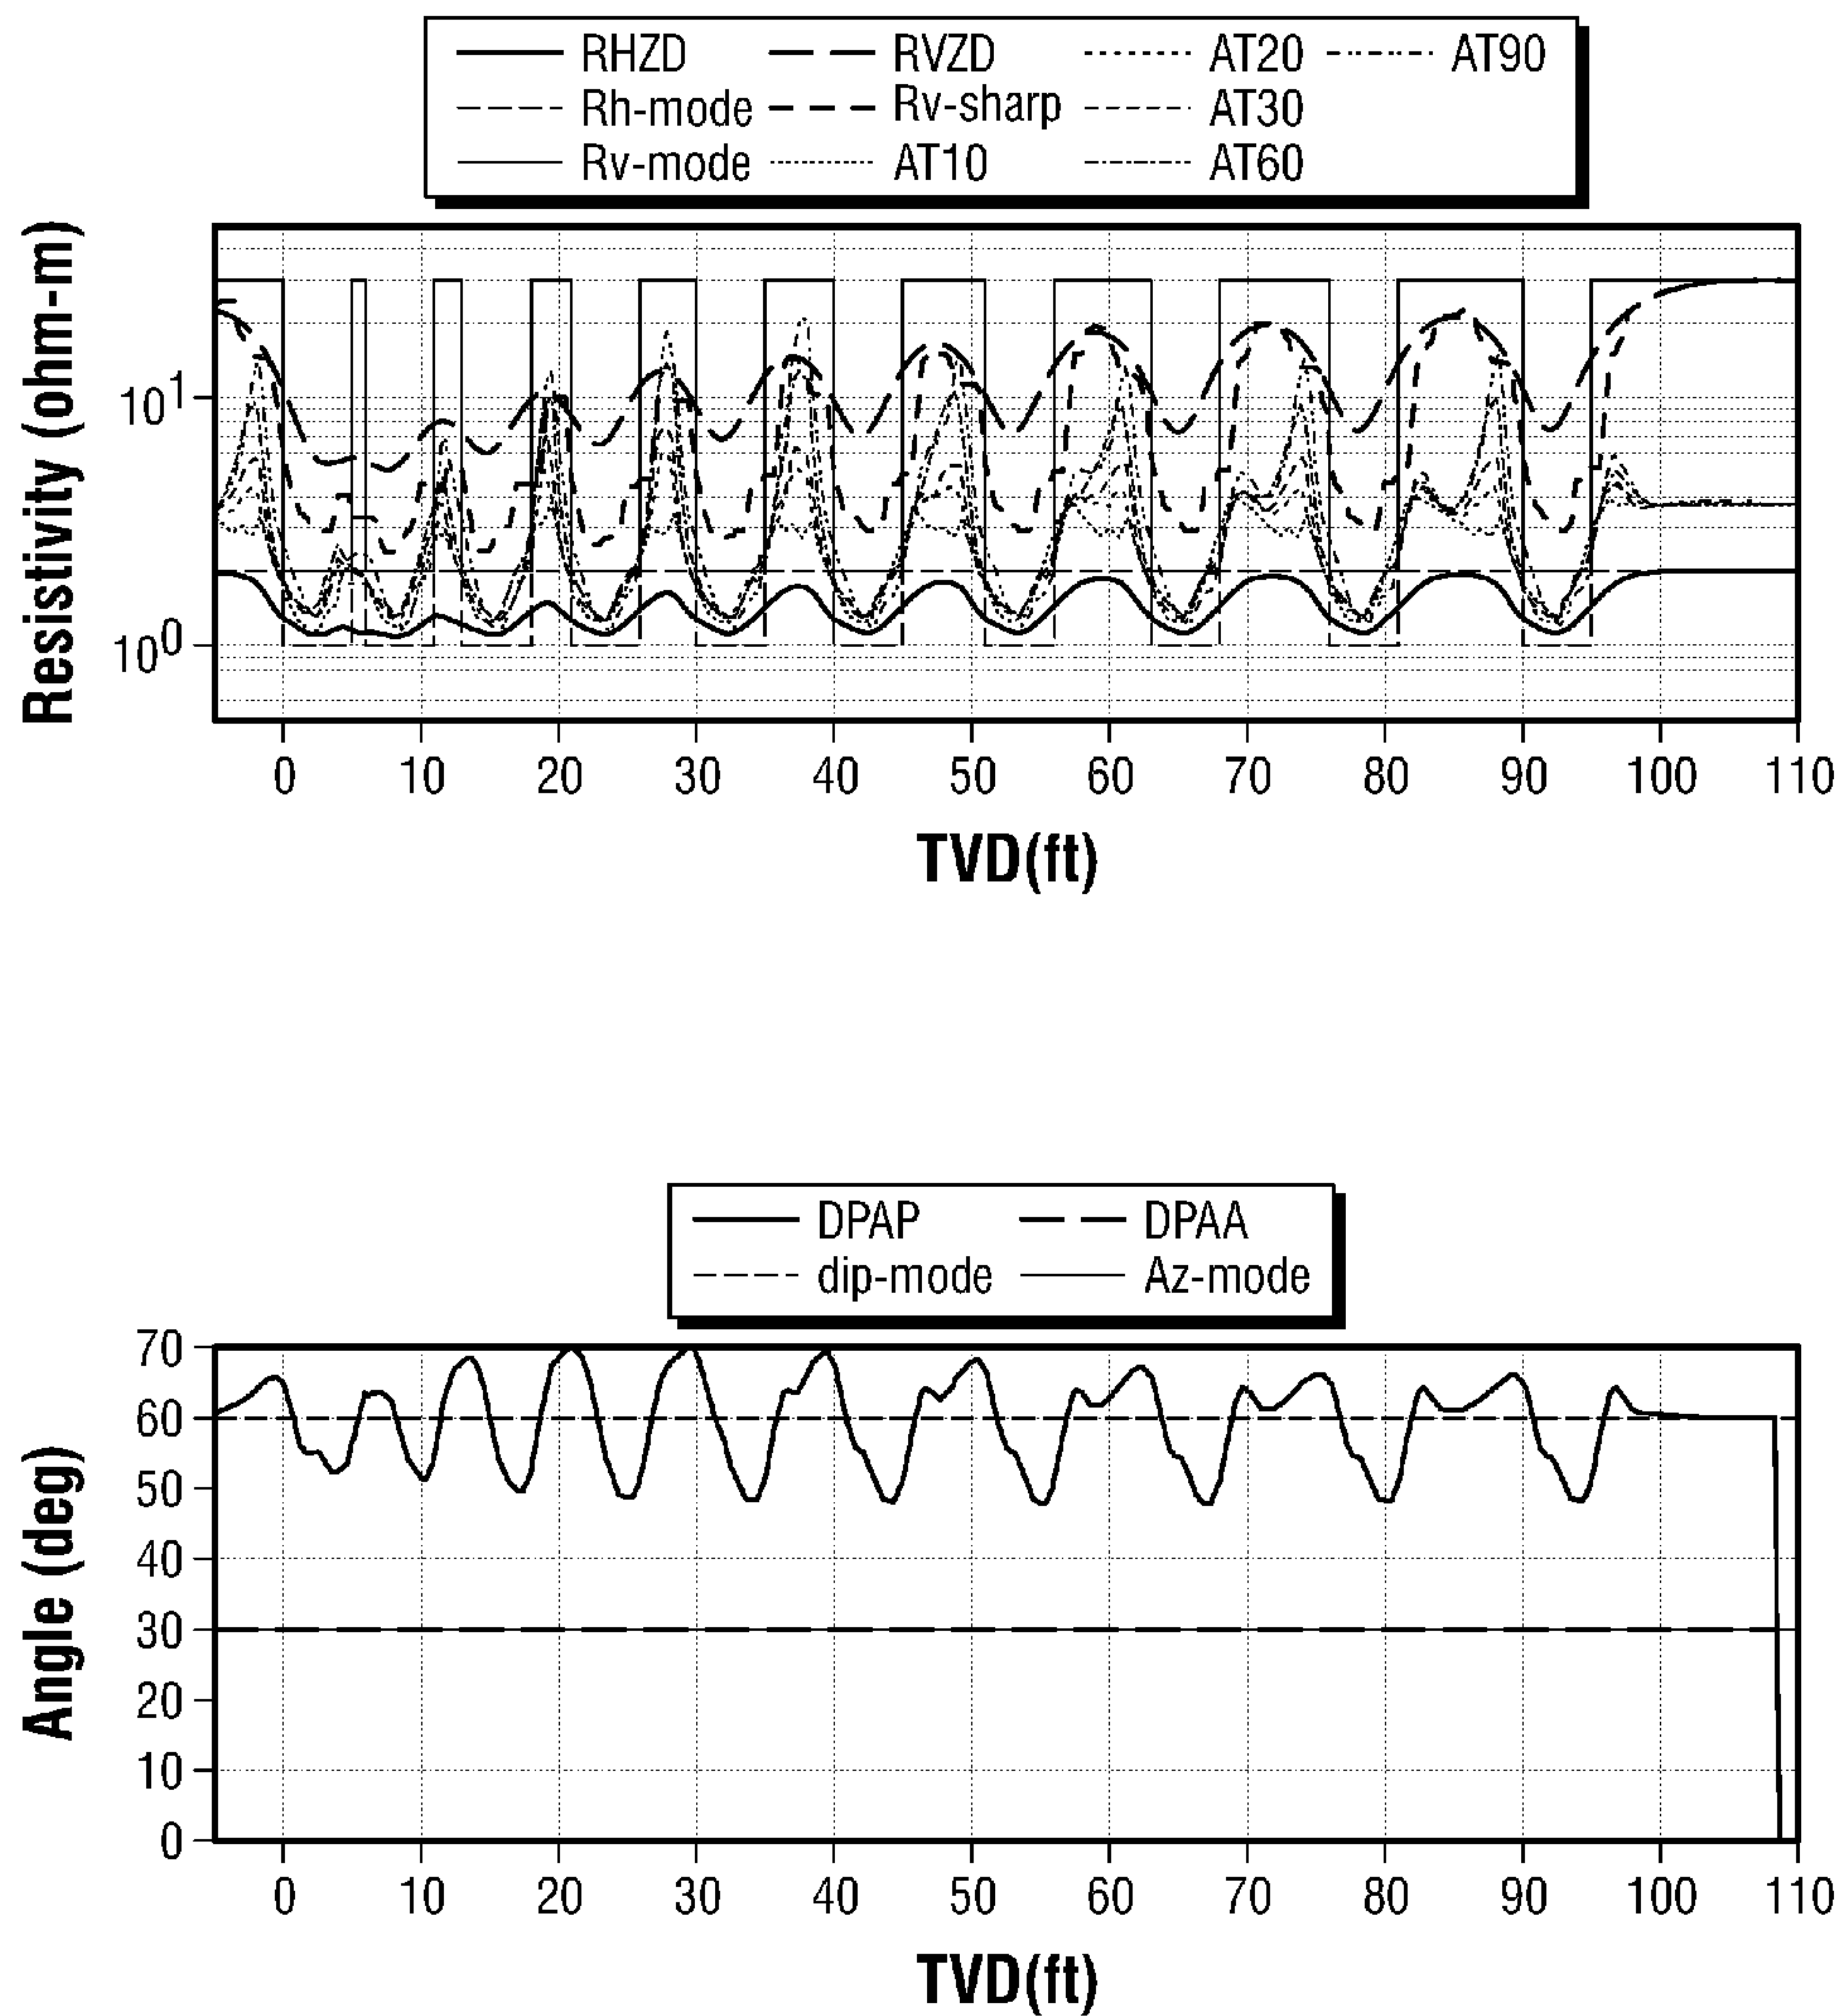 RHZD RVZD AT20 AT90
Rh-mode Rv-sharp AT30
Rv-mode AT10 AT60
Resistivity (ohm-m)
10^1
10^0
0 10 20 30 40 50 60 70 80 90 100 110
TVD(ft)
DPAP DPAA
dip-mode Az-mode
Angle (deg)
70
60
50
40
30
20
10
0
0 10 20 30 40 50 60 70 80 90 100 110
TVD(ft)